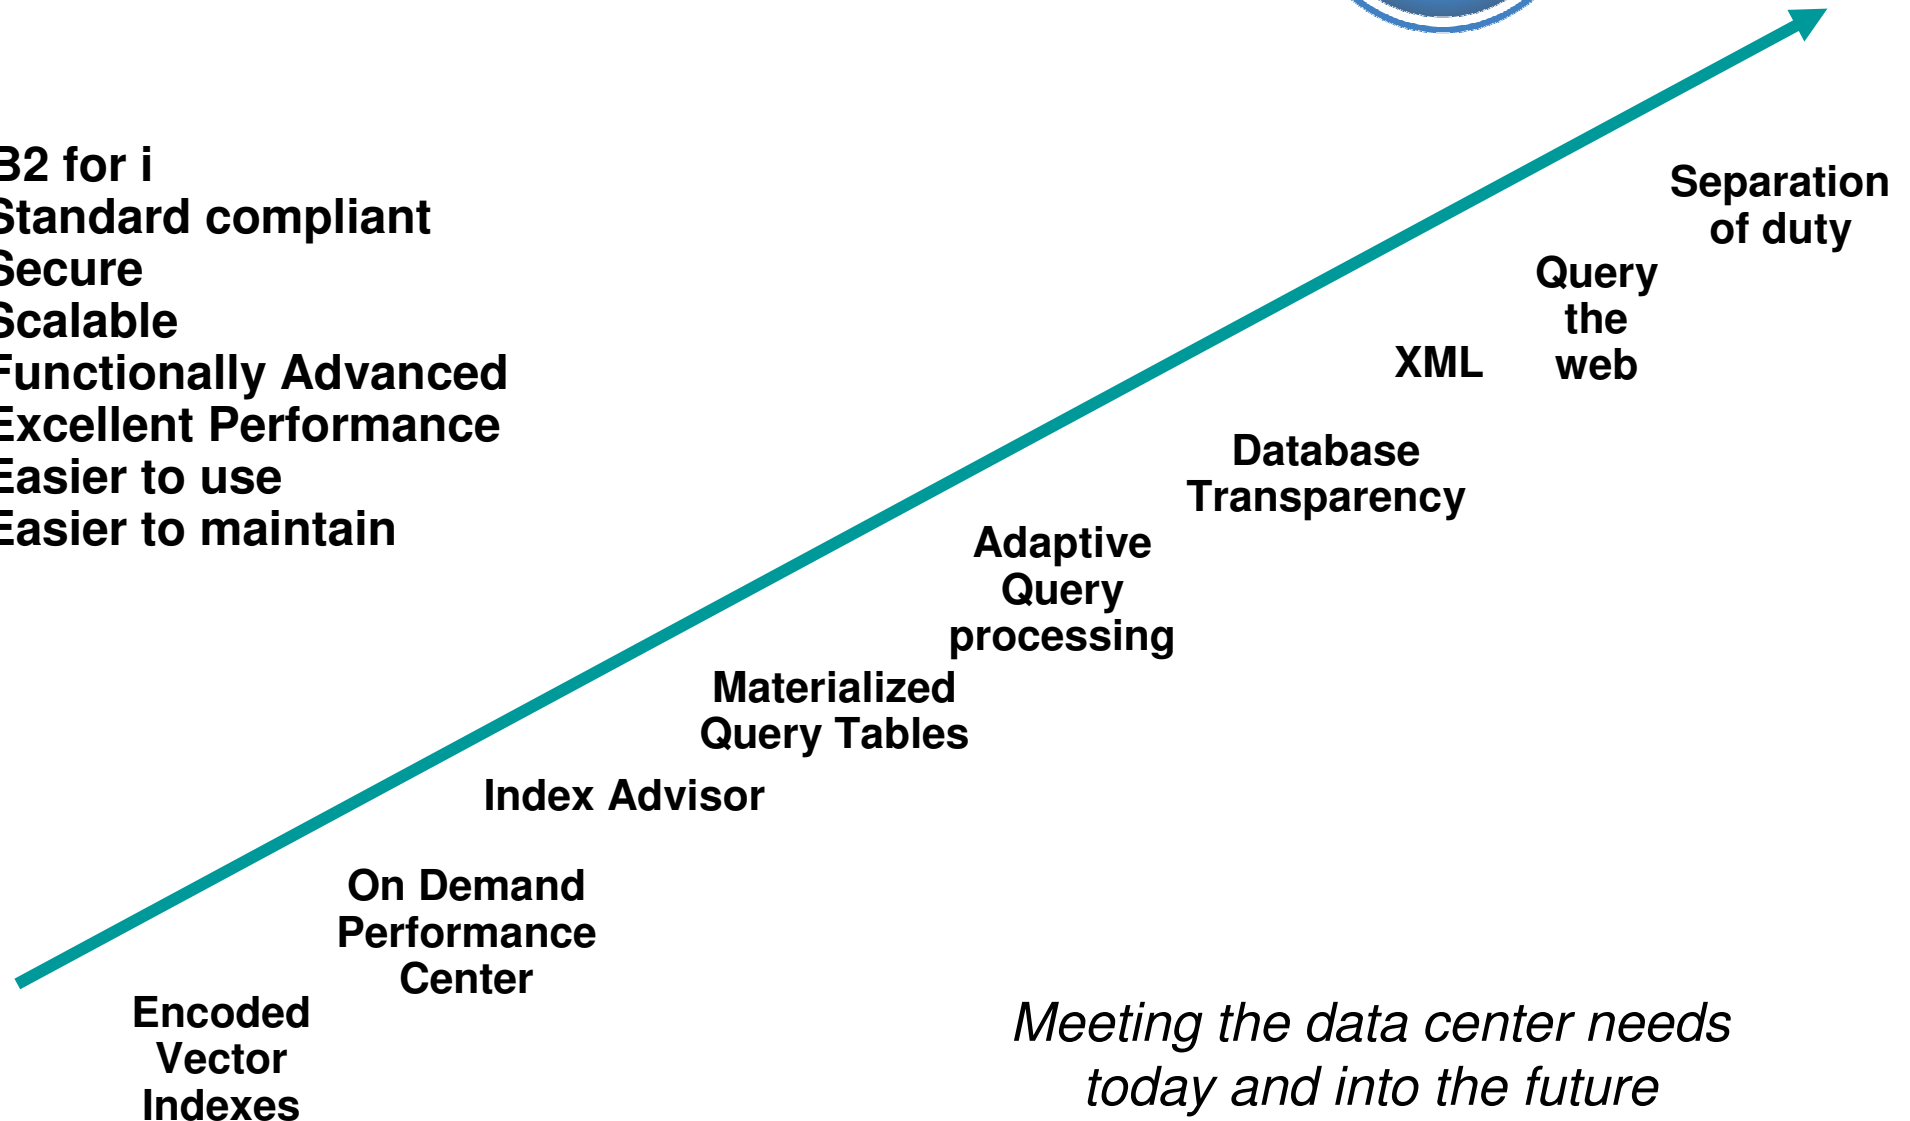 B2 for i
Standard compliant
Secure
Scalable
Functionally Advanced
Excellent Performance
Easier to use
Easier to maintain
Separation
of duty
Query
the
web
XML
Database
Transparency
Adaptive
Query
processing
Materialized
Query Tables
Index Advisor
On Demand
Performance
Center
Encoded
Vector
Indexes
Meeting the data center needs
today and into the future